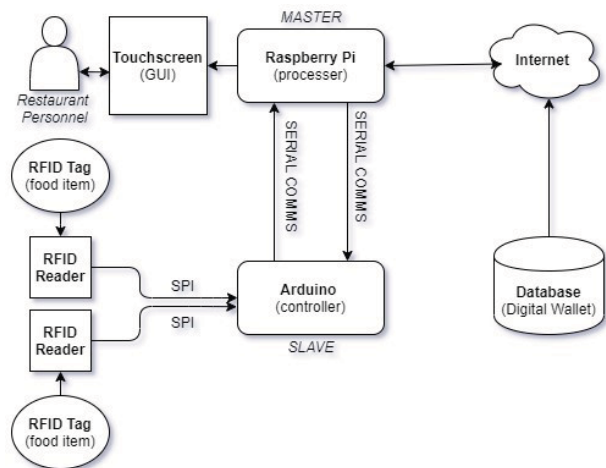 MASTER
Touchscreen
(GUI)
Raspberry Pi
(processer)
Internet
Restaurant
Personnel
SERIAL COMMS
SERIAL COMMS
RFID Tag
(food item)
RFID
Reader
SPI
Arduino
(controller)
Database
(Digital Wallet)
SPI
RFID
Reader
SLAVE
RFID Tag
(food item)